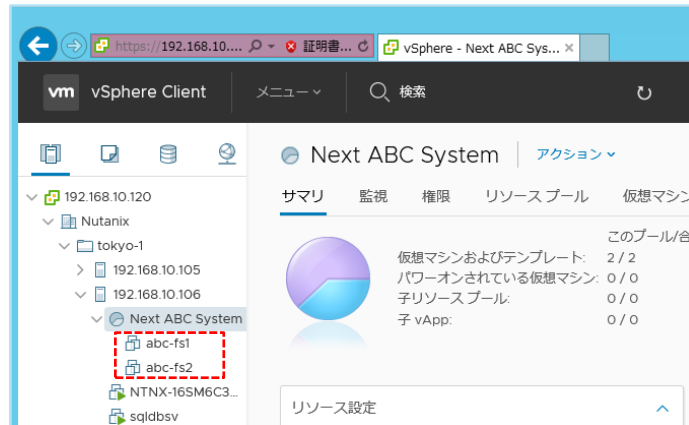 https://192.168.10.... 証明書... vSphere - Next ABC Sys...
vm vSphere Client メニュー 検索
Next ABC System アクション
192.168.10.120
サマリ 監視 権限 リソース プール 仮想マシン
Nutanix
このプール/合
tokyo-1
仮想マシンおよびテンプレート: 2 / 2
192.168.10.105
パワーオンされている仮想マシン: 0 / 0
192.168.10.106
子リソース プール: 0 / 0
Next ABC System
子 vApp: 0 / 0
abc-fs1
abc-fs2
NTNX-16SM6C3...
リソース設定
sqldbsv